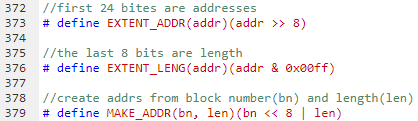 372 //first 24 bites are addresses
373 # define EXTENT_ADDR(addr)(addr >> 8)
374
375 //the last 8 bits are length
376 # define EXTENT_LENG(addr)(addr & 0x00ff)
377
378 //create addrs from block number(bn) and length(len)
379 # define MAKE_ADDR(bn, len)(bn << 8 | len)